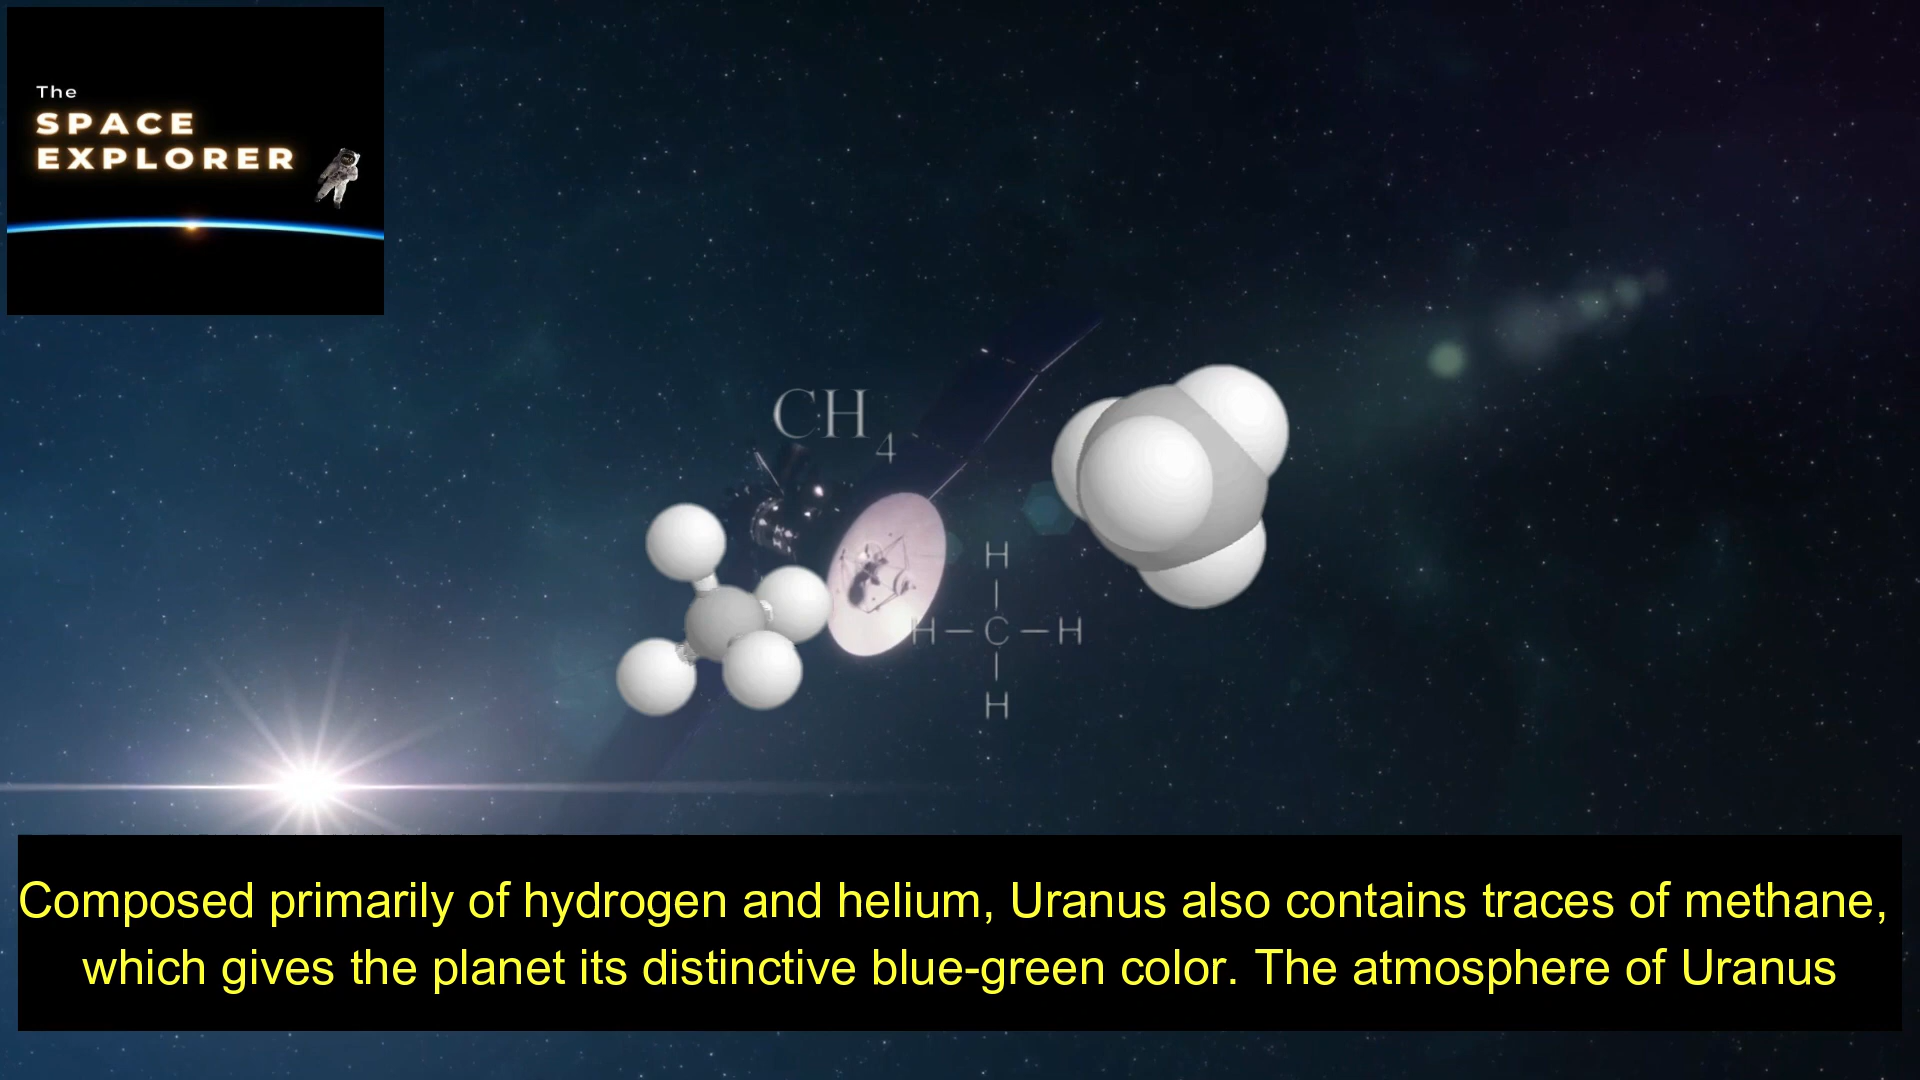 The
SPACE
EXPLORER
CH4
H
H–C–H
H
Composed primarily of hydrogen and helium, Uranus also contains traces of methane,
which gives the planet its distinctive blue-green color. The atmosphere of Uranus